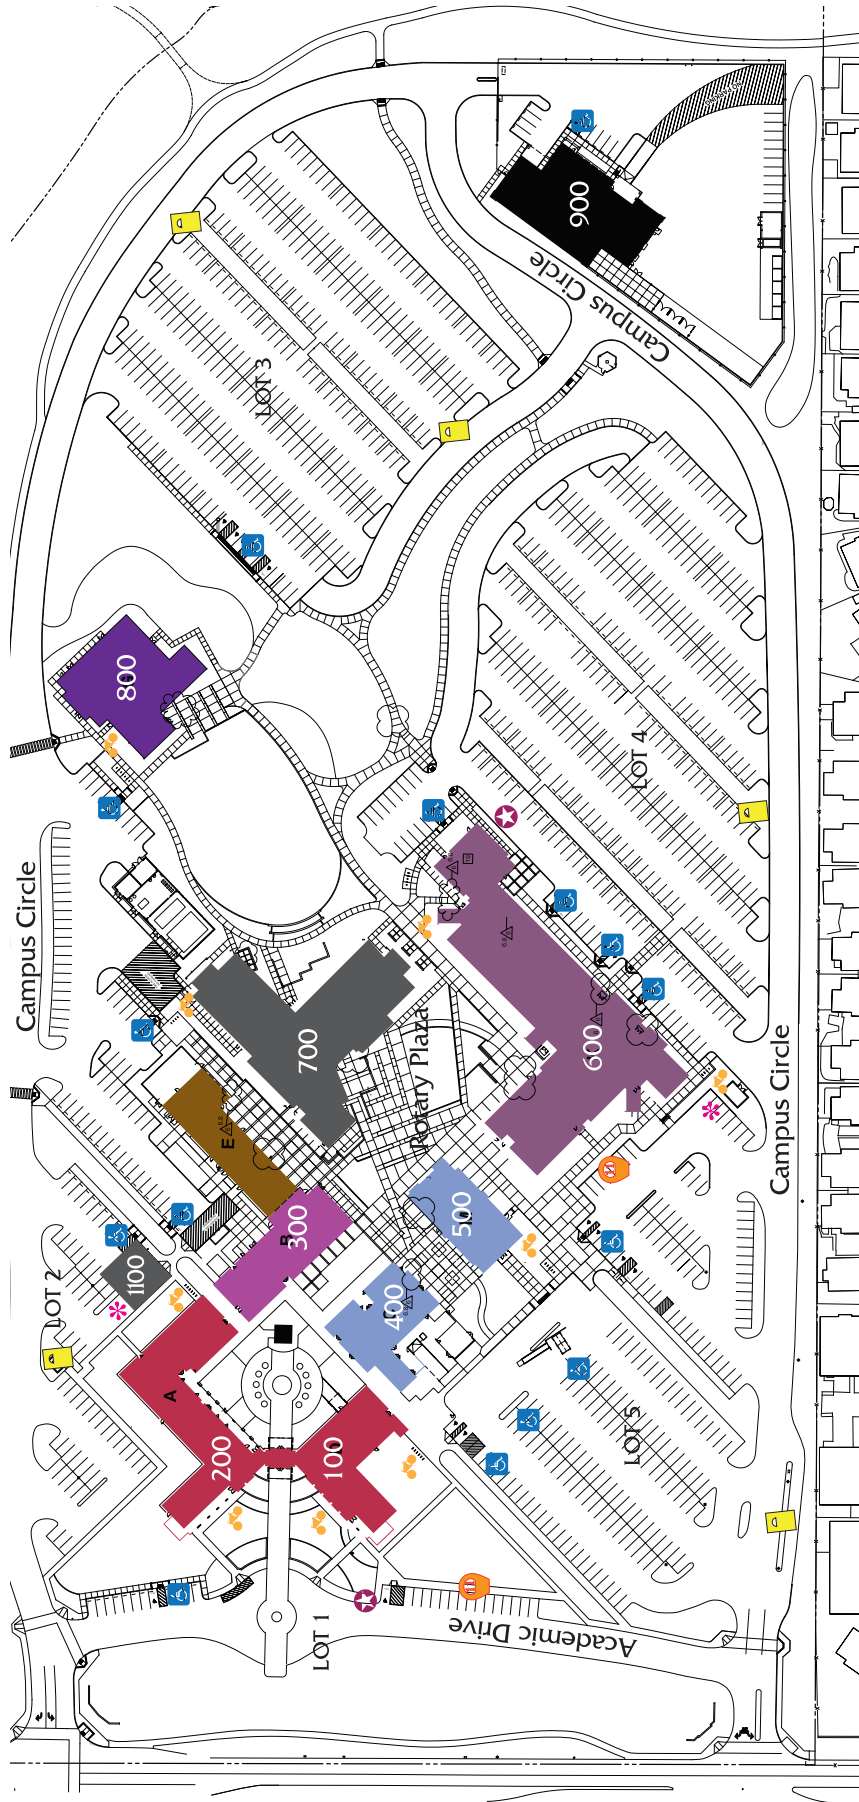 900
Campus Circle
LOT 3
800
LOT 4
Campus Circle
700
Rotary Plaza
600
E
Campus Circle
300
B
500
1100
LOT 2
400
A
200
100
LOT 5
LOT 1
Academic Drive